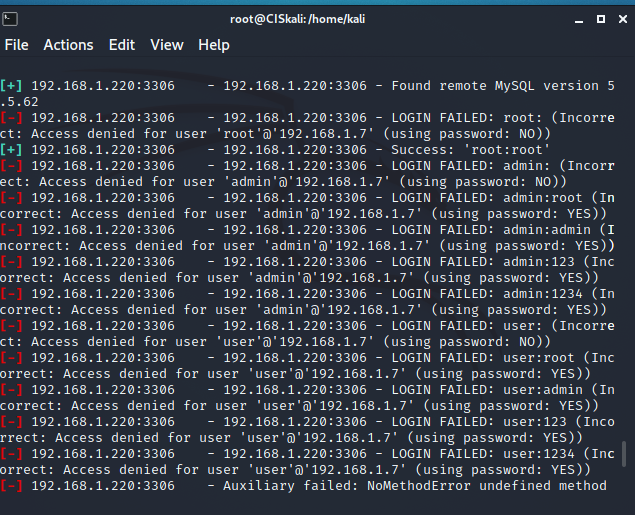 root@CISkali: /home/kali
File Actions Edit View Help
[+] 192.168.1.220:3306 - 192.168.1.220:3306 - Found remote MySQL version 5
.5.62
[-] 192.168.1.220:3306 - 192.168.1.220:3306 - LOGIN FAILED: root: (Incorre
ct: Access denied for user 'root'@'192.168.1.7' (using password: NO))
[+] 192.168.1.220:3306 - 192.168.1.220:3306 - Success: 'root:root'
[-] 192.168.1.220:3306 - 192.168.1.220:3306 - LOGIN FAILED: admin: (Incorr
ect: Access denied for user 'admin'@'192.168.1.7' (using password: NO))
[-] 192.168.1.220:3306 - 192.168.1.220:3306 - LOGIN FAILED: admin:root (In
correct: Access denied for user 'admin'@'192.168.1.7' (using password: YES))
[-] 192.168.1.220:3306 - 192.168.1.220:3306 - LOGIN FAILED: admin:admin (I
ncorrect: Access denied for user 'admin'@'192.168.1.7' (using password: YES))
[-] 192.168.1.220:3306 - 192.168.1.220:3306 - LOGIN FAILED: admin:123 (Inc
orrect: Access denied for user 'admin'@'192.168.1.7' (using password: YES))
[-] 192.168.1.220:3306 - 192.168.1.220:3306 - LOGIN FAILED: admin:1234 (In
correct: Access denied for user 'admin'@'192.168.1.7' (using password: YES))
[-] 192.168.1.220:3306 - 192.168.1.220:3306 - LOGIN FAILED: user: (Incorre
ct: Access denied for user 'user'@'192.168.1.7' (using password: NO))
[-] 192.168.1.220:3306 - 192.168.1.220:3306 - LOGIN FAILED: user:root (Inc
orrect: Access denied for user 'user'@'192.168.1.7' (using password: YES))
[-] 192.168.1.220:3306 - 192.168.1.220:3306 - LOGIN FAILED: user:admin (In
correct: Access denied for user 'user'@'192.168.1.7' (using password: YES))
[-] 192.168.1.220:3306 - 192.168.1.220:3306 - LOGIN FAILED: user:123 (Inco
rrect: Access denied for user 'user'@'192.168.1.7' (using password: YES))
[-] 192.168.1.220:3306 - 192.168.1.220:3306 - LOGIN FAILED: user:1234 (Inc
orrect: Access denied for user 'user'@'192.168.1.7' (using password: YES))
[-] 192.168.1.220:3306 - Auxiliary failed: NoMethodError undefined method